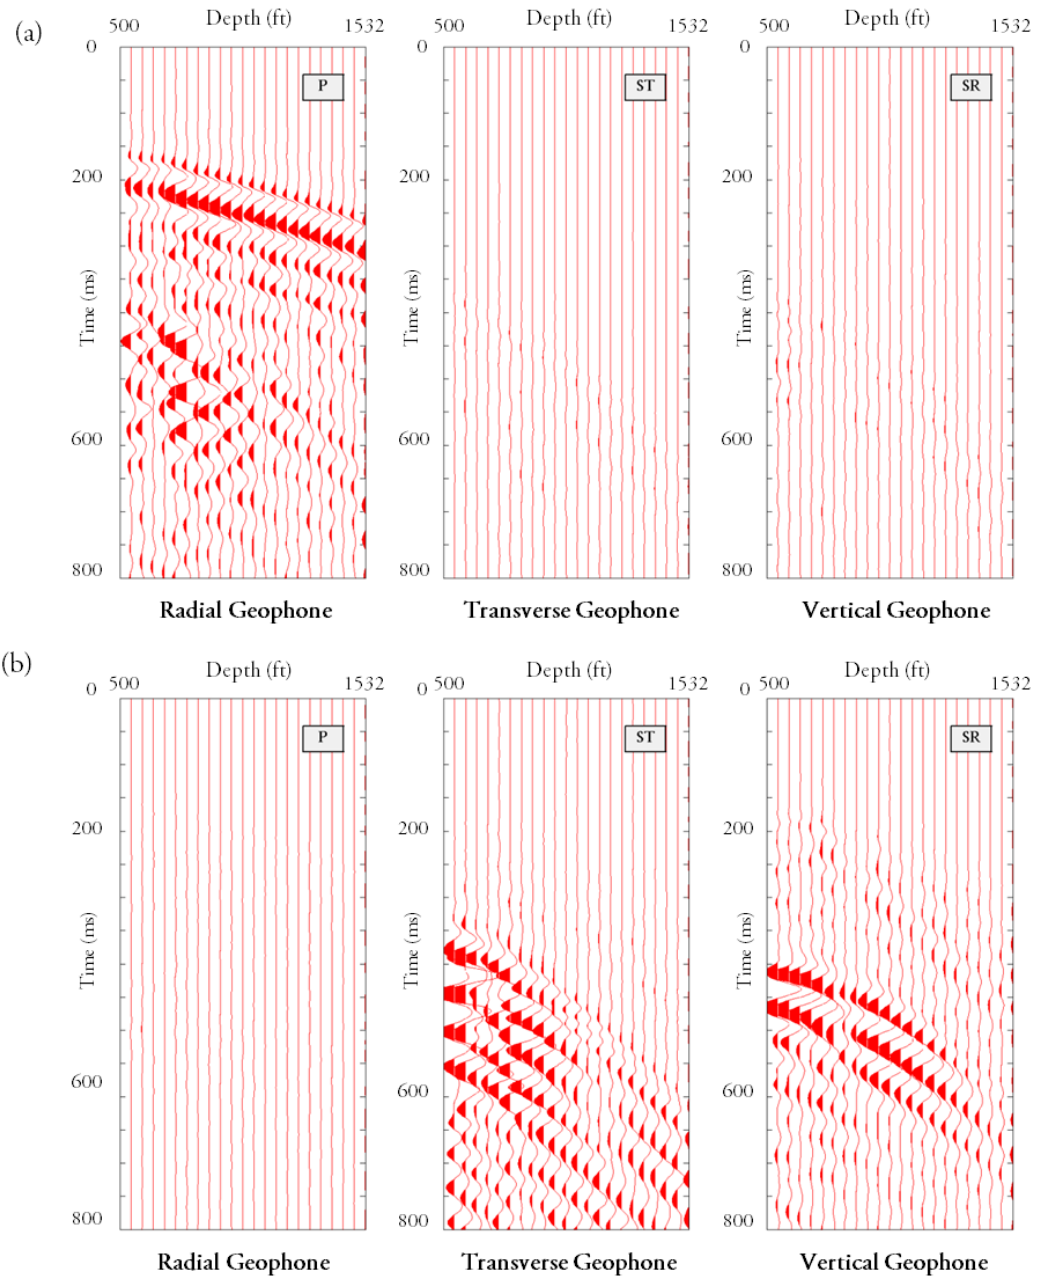 (a)
Depth (ft)
500 1532
Depth (ft)
500 1532
Depth (ft)
500 1532
0
200
Time (ms)
600
800
P
0
200
Time (ms)
600
800
ST
0
200
Time (ms)
600
800
SR
Radial Geophone
Transverse Geophone
Vertical Geophone
(b)
Depth (ft)
500 1532
Depth (ft)
500 1532
Depth (ft)
500 1532
0
200
Time (ms)
600
800
P
0
200
Time (ms)
600
800
ST
0
200
Time (ms)
600
800
SR
Radial Geophone
Transverse Geophone
Vertical Geophone